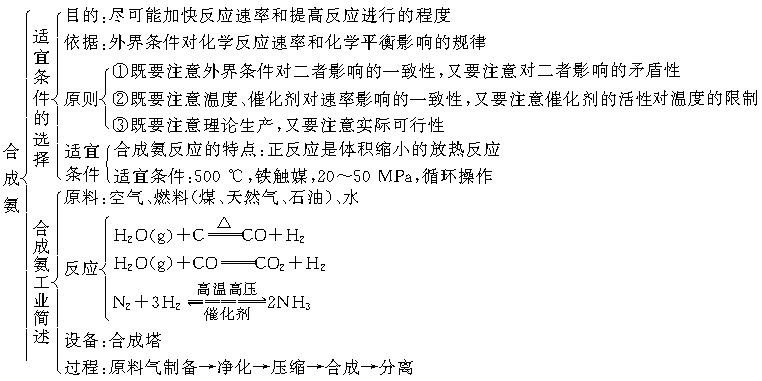 合成氨
适宜条件的选择
目的:尽可能加快反应速率和提高反应进行的程度
依据:外界条件对化学反应速率和化学平衡影响的规律
原则
①既要注意外界条件对二者影响的一致性,又要注意对二者影响的矛盾性
②既要注意温度、催化剂对速率影响的一致性,又要注意催化剂的活性对温度的限制
③既要注意理论生产,又要注意实际可行性
适宜条件
合成氨反应的特点:正反应是体积缩小的放热反应
适宜条件:500 ℃,铁触媒,20～50 MPa,循环操作
合成氨工业简述
原料:空气、燃料(煤、天然气、石油)、水
反应
H₂O(g)+C ══△══ CO+H₂
H₂O(g)+CO ═══ CO₂+H₂
N₂+3H₂ ⇌ 高温高压 催化剂 2NH₃
设备:合成塔
过程:原料气制备→净化→压缩→合成→分离